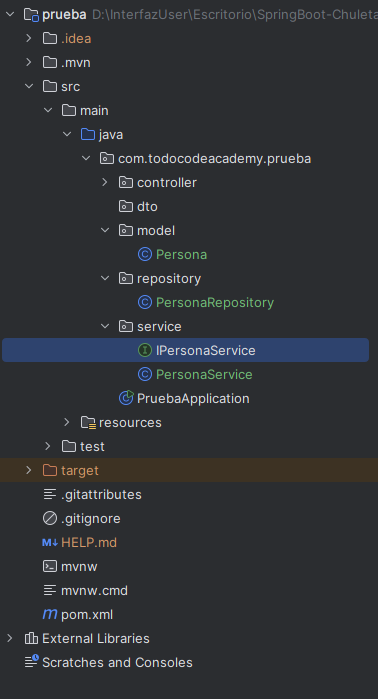 prueba D:\InterfazUser\Escritorio\SpringBoot-Chuleta
.idea
.mvn
src
main
java
com.todocodeacademy.prueba
controller
dto
model
C Persona
repository
C PersonaRepository
service
I IPersonaService
C PersonaService
C PruebaApplication
resources
test
target
.gitattributes
.gitignore
M↓ HELP.md
mvnw
mvnw.cmd
m pom.xml
External Libraries
Scratches and Consoles